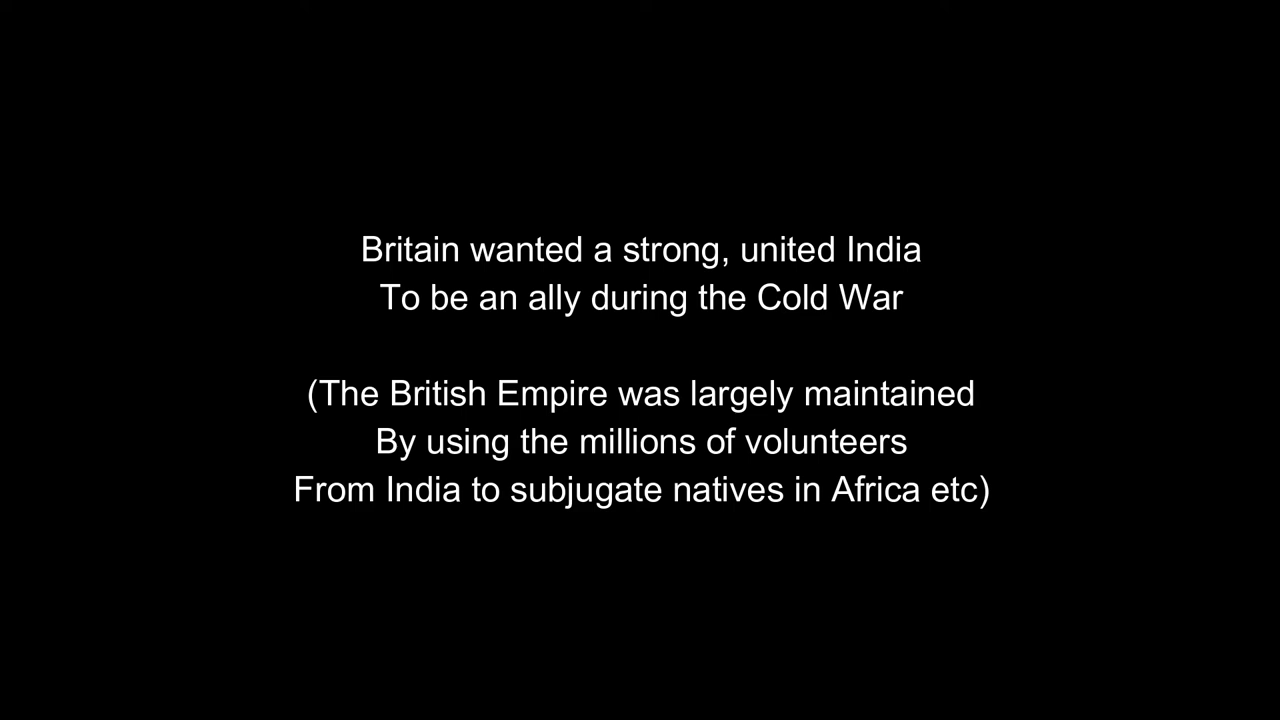 Britain wanted a strong, united India
To be an ally during the Cold War
(The British Empire was largely maintained
By using the millions of volunteers
From India to subjugate natives in Africa etc)